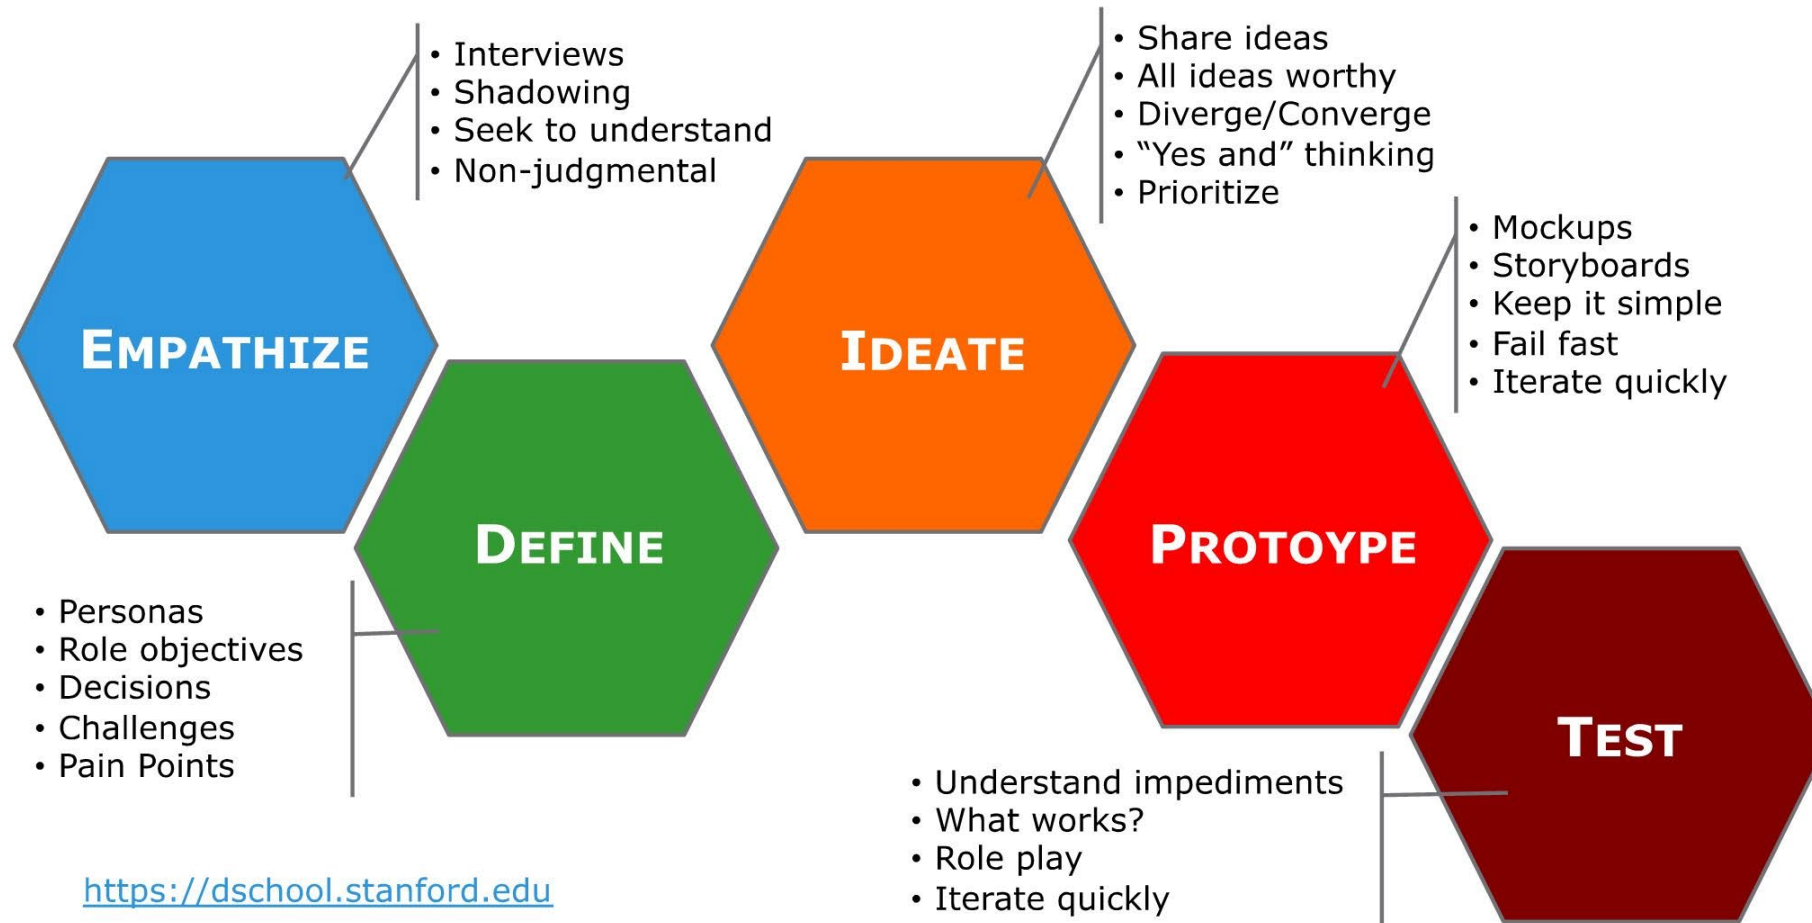 EMPATHIZE
• Interviews
• Shadowing
• Seek to understand
• Non-judgmental
DEFINE
• Personas
• Role objectives
• Decisions
• Challenges
• Pain Points
IDEATE
• Share ideas
• All ideas worthy
• Diverge/Converge
• “Yes and” thinking
• Prioritize
PROTOYPE
• Mockups
• Storyboards
• Keep it simple
• Fail fast
• Iterate quickly
TEST
• Understand impediments
• What works?
• Role play
• Iterate quickly
https://dschool.stanford.edu